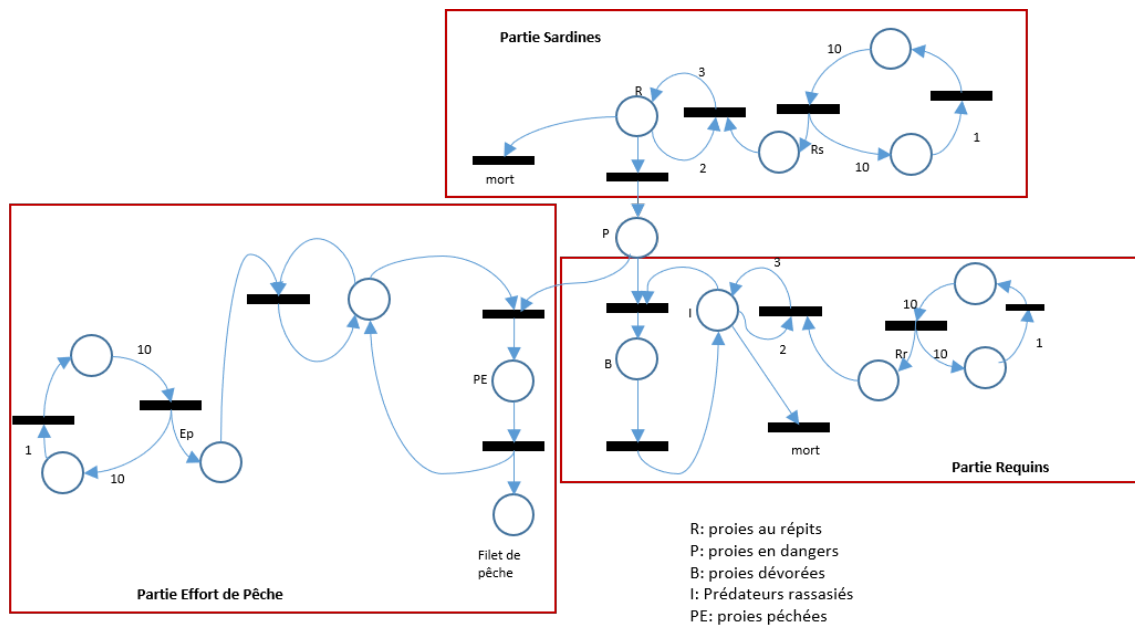 Partie Sardines
10
3
R
1
Rs
2
10
mort
P
3
10
I
2
10
1
Rr
B
mort
Partie Requins
10
PE
Ep
1
10
Filet de
pêche
Partie Effort de Pêche
R: proies au répits
P: proies en dangers
B: proies dévorées
I: Prédateurs rassasiés
PE: proies péchées